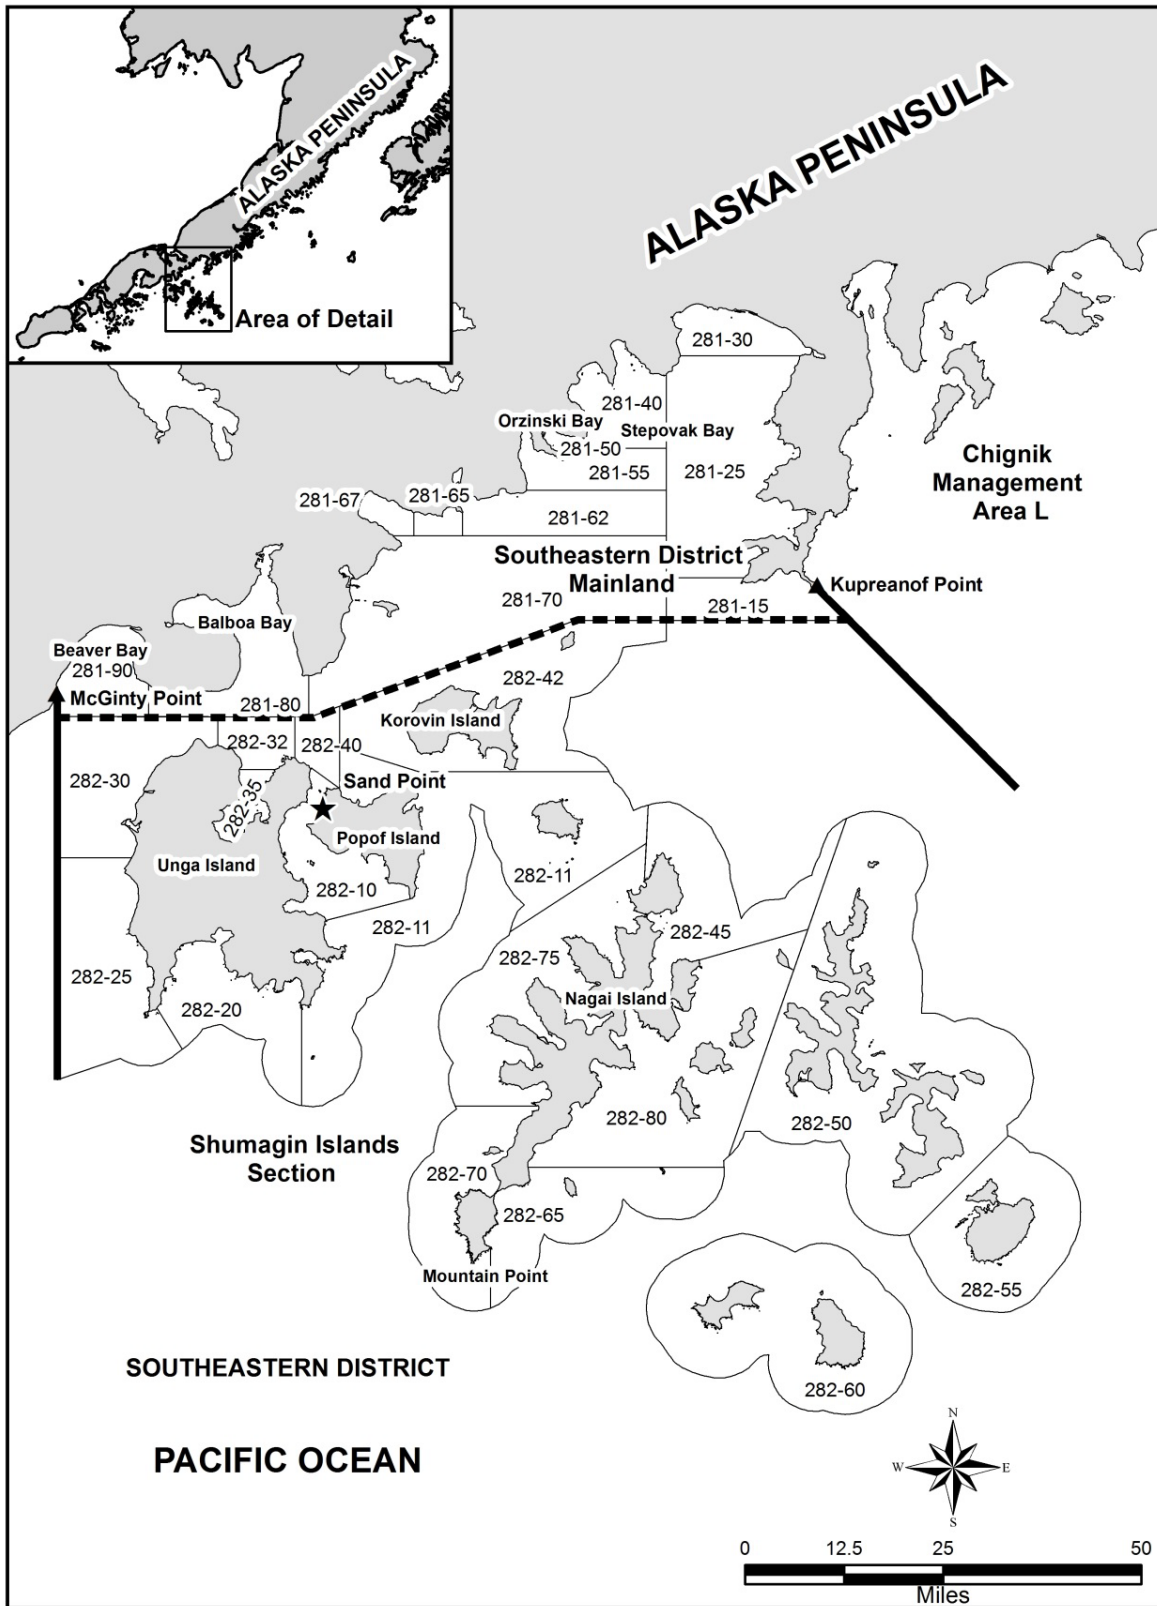 ALASKA PENINSULA
Area of Detail
ALASKA PENINSULA
281-30
281-40
Orzinski Bay
Stepovak Bay
281-50
281-55
281-25
Chignik
Management
Area L
281-67
281-65
281-62
Southeastern District
Mainland
Kupreanof Point
281-70
281-15
Balboa Bay
Beaver Bay
281-90
McGinty Point
281-80
282-42
Korovin Island
282-32
282-40
282-30
Sand Point
282-35
Popof Island
Unga Island
282-10
282-11
282-11
282-45
282-75
282-25
Nagai Island
282-20
282-80
282-50
Shumagin Islands
Section
282-70
282-65
Mountain Point
282-55
SOUTHEASTERN DISTRICT
282-60
PACIFIC OCEAN
N
W
E
S
0
12.5
25
50
Miles